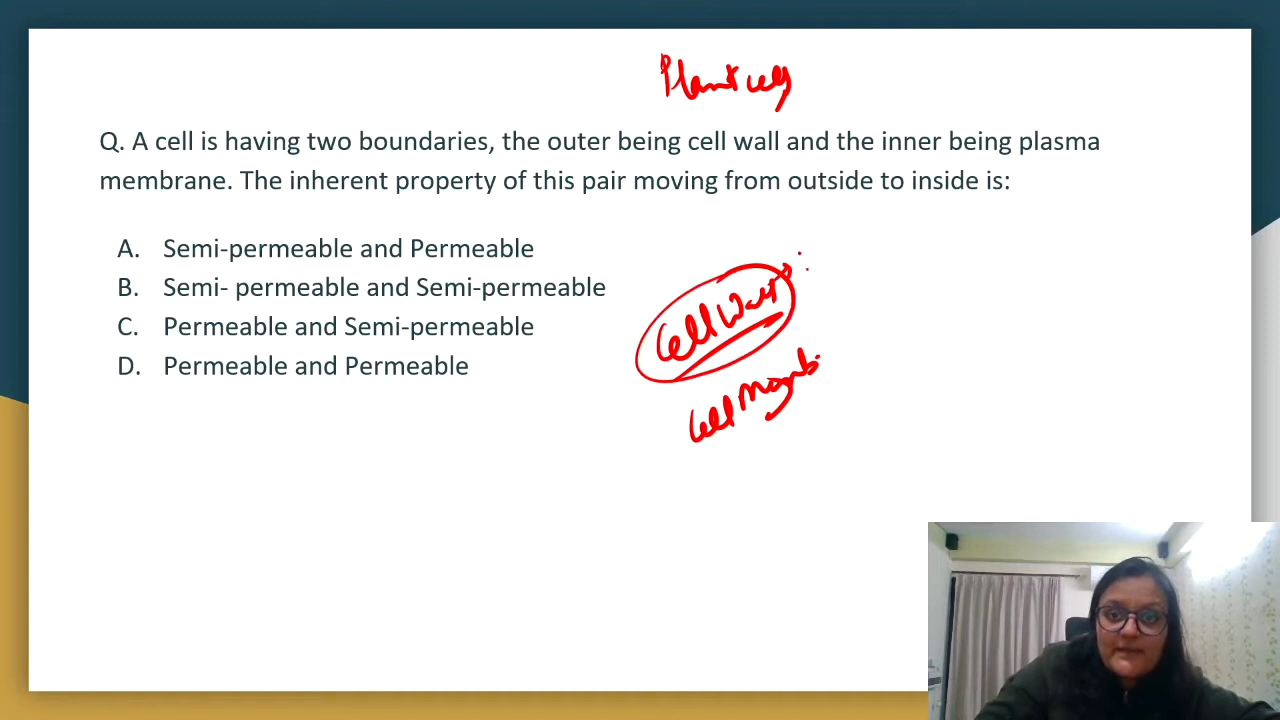 Plant cell
Q. A cell is having two boundaries, the outer being cell wall and the inner being plasma
membrane. The inherent property of this pair moving from outside to inside is:
A. Semi-permeable and Permeable
B. Semi- permeable and Semi-permeable
C. Permeable and Semi-permeable
D. Permeable and Permeable
Cell Wall
Cell Memb.